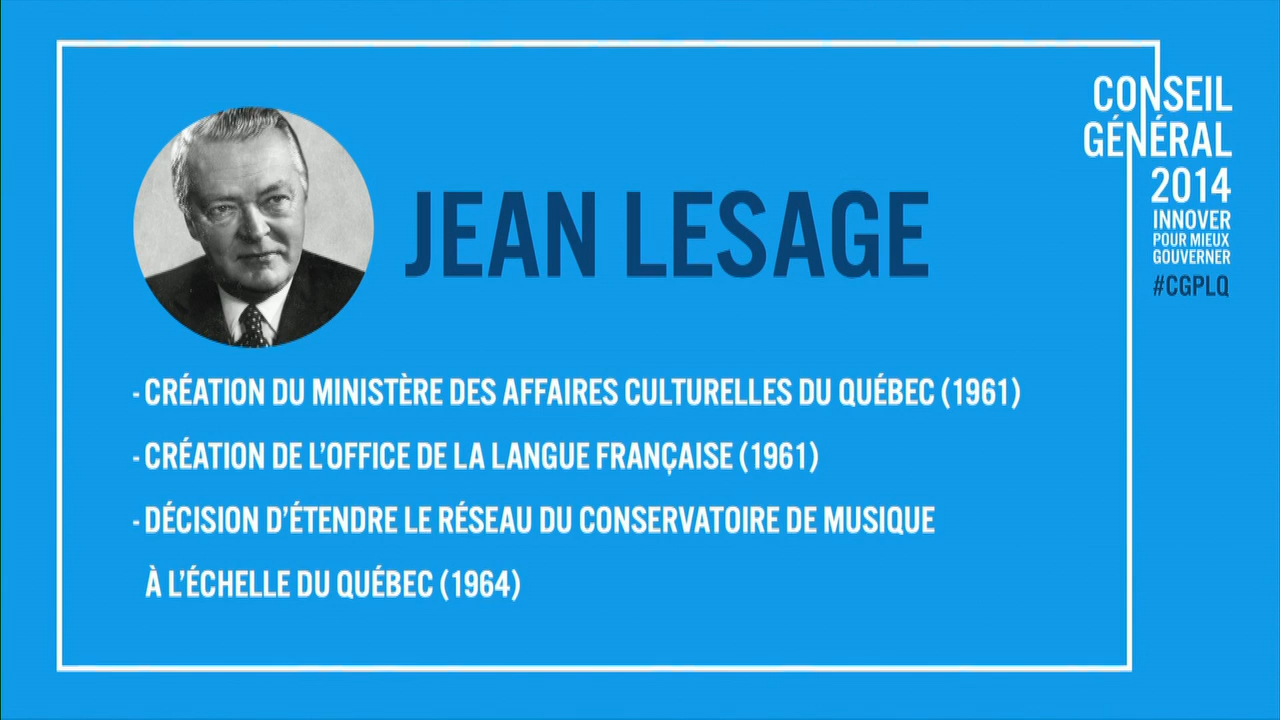 JEAN LESAGE
- CRÉATION DU MINISTÈRE DES AFFAIRES CULTURELLES DU QUÉBEC (1961)
- CRÉATION DE L'OFFICE DE LA LANGUE FRANÇAISE (1961)
- DÉCISION D'ÉTENDRE LE RÉSEAU DU CONSERVATOIRE DE MUSIQUE
À L'ÉCHELLE DU QUÉBEC (1964)
CONSEIL
GÉNÉRAL
2014
INNOVER
POUR MIEUX
GOUVERNER
#CGPLQ